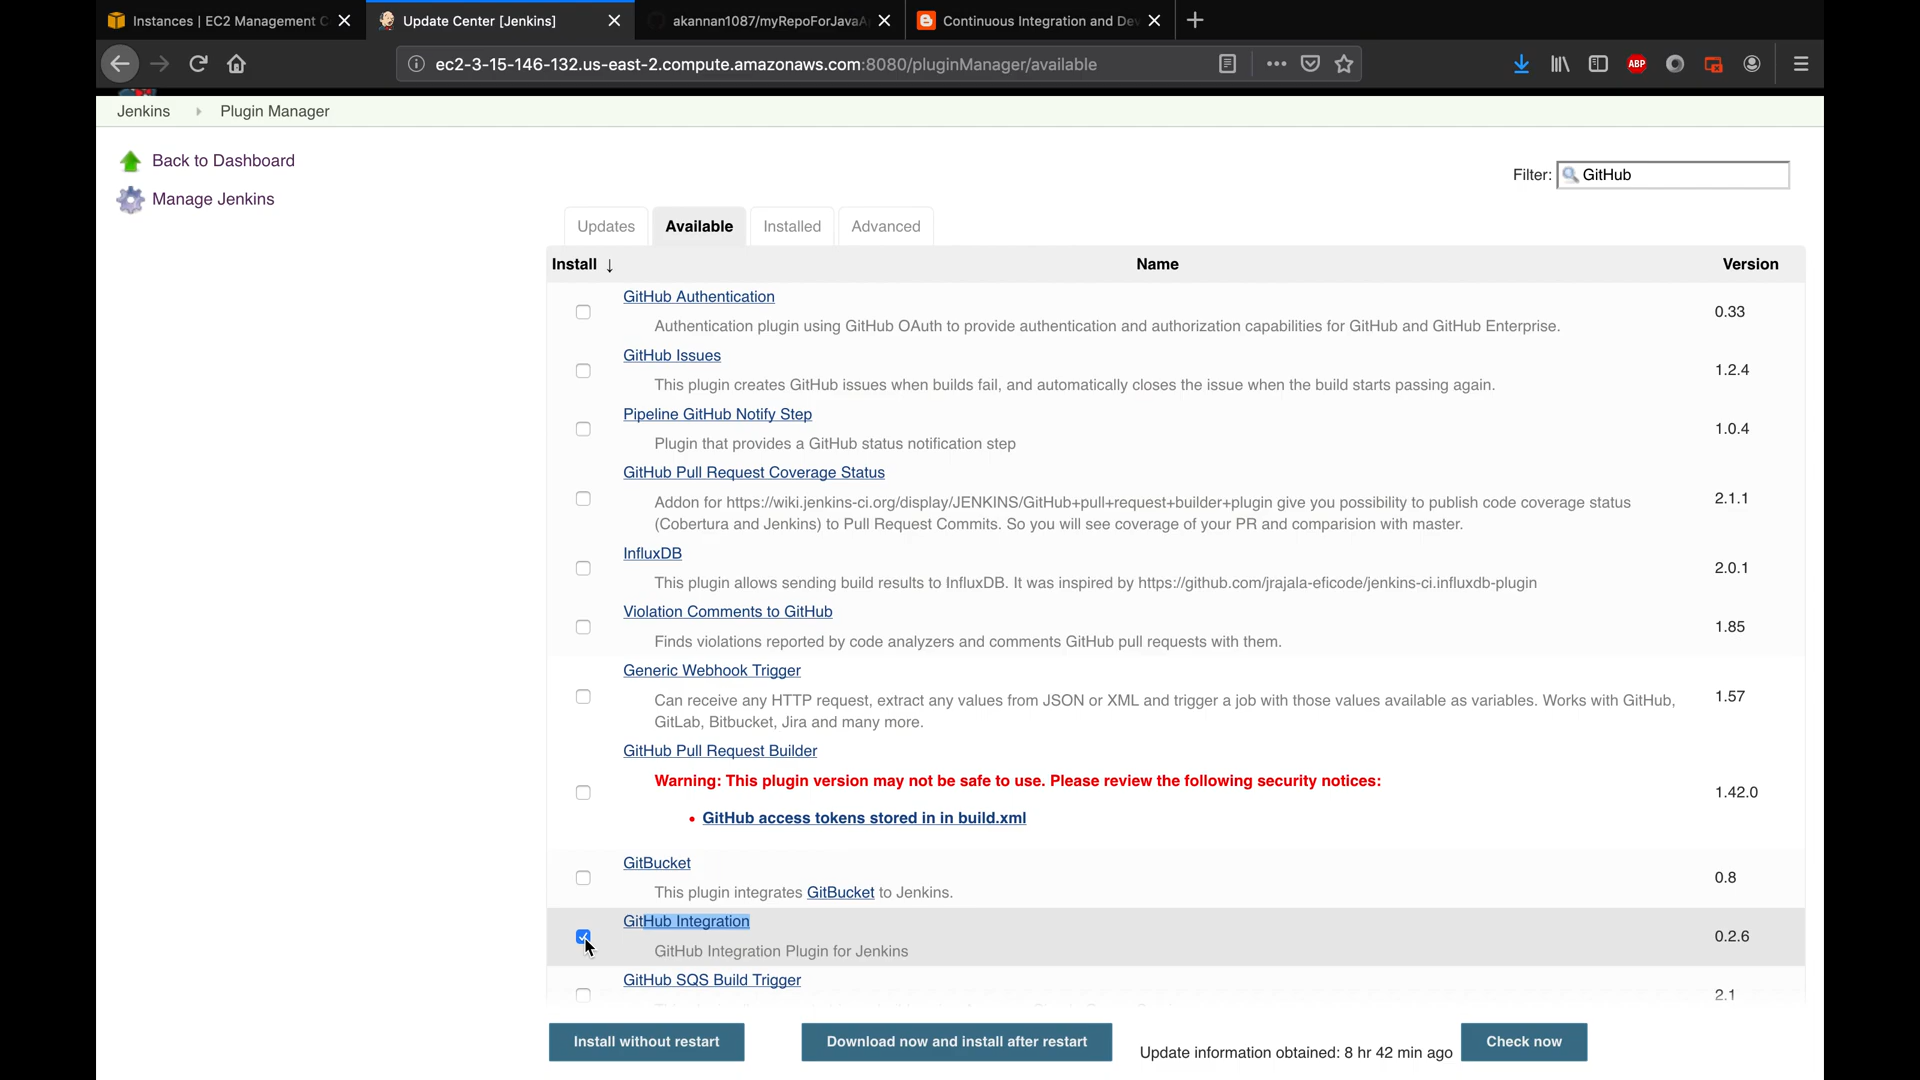 Instances | EC2 Management C
Update Center [Jenkins]
akannan1087/myRepoForJavaA
Continuous Integration and De
ec2-3-15-146-132.us-east-2.compute.amazonaws.com:8080/pluginManager/available
ABP
Jenkins
Plugin Manager
Back to Dashboard
Manage Jenkins
Filter: GitHub
Updates
Available
Installed
Advanced
Install ↓
Name
Version
GitHub Authentication
Authentication plugin using GitHub OAuth to provide authentication and authorization capabilities for GitHub and GitHub Enterprise.
0.33
GitHub Issues
This plugin creates GitHub issues when builds fail, and automatically closes the issue when the build starts passing again.
1.2.4
Pipeline GitHub Notify Step
Plugin that provides a GitHub status notification step
1.0.4
GitHub Pull Request Coverage Status
Addon for https://wiki.jenkins-ci.org/display/JENKINS/GitHub+pull+request+builder+plugin give you possibility to publish code coverage status
(Cobertura and Jenkins) to Pull Request Commits. So you will see coverage of your PR and comparision with master.
2.1.1
InfluxDB
This plugin allows sending build results to InfluxDB. It was inspired by https://github.com/jrajala-eficode/jenkins-ci.influxdb-plugin
2.0.1
Violation Comments to GitHub
Finds violations reported by code analyzers and comments GitHub pull requests with them.
1.85
Generic Webhook Trigger
Can receive any HTTP request, extract any values from JSON or XML and trigger a job with those values available as variables. Works with GitHub,
GitLab, Bitbucket, Jira and many more.
1.57
GitHub Pull Request Builder
Warning: This plugin version may not be safe to use. Please review the following security notices:
• GitHub access tokens stored in in build.xml
1.42.0
GitBucket
This plugin integrates GitBucket to Jenkins.
0.8
GitHub Integration
GitHub Integration Plugin for Jenkins
0.2.6
GitHub SQS Build Trigger
2.1
Install without restart
Download now and install after restart
Update information obtained: 8 hr 42 min ago
Check now